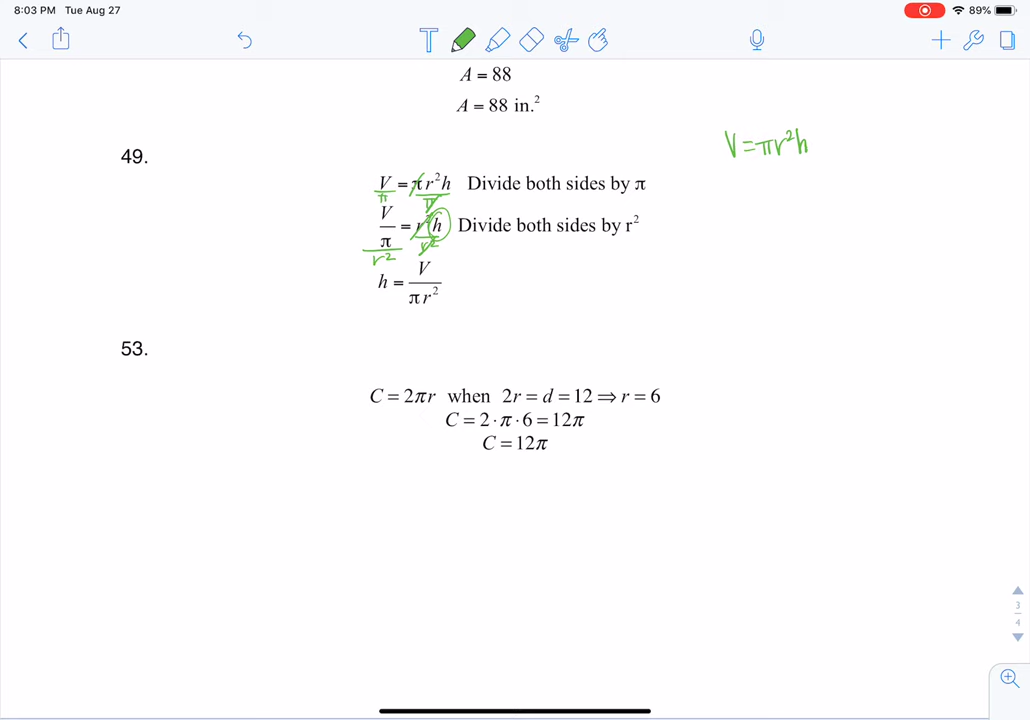 8:03 PM Tue Aug 27 89%
A = 88
A = 88 in.²
V = πr²h
49.
V = πr²h Divide both sides by π
π π
V/π = r²h Divide both sides by r²
r² r²
h = V/πr²
53.
C = 2πr when 2r = d = 12 ⇒ r = 6
C = 2 · π · 6 = 12π
C = 12π
3
4